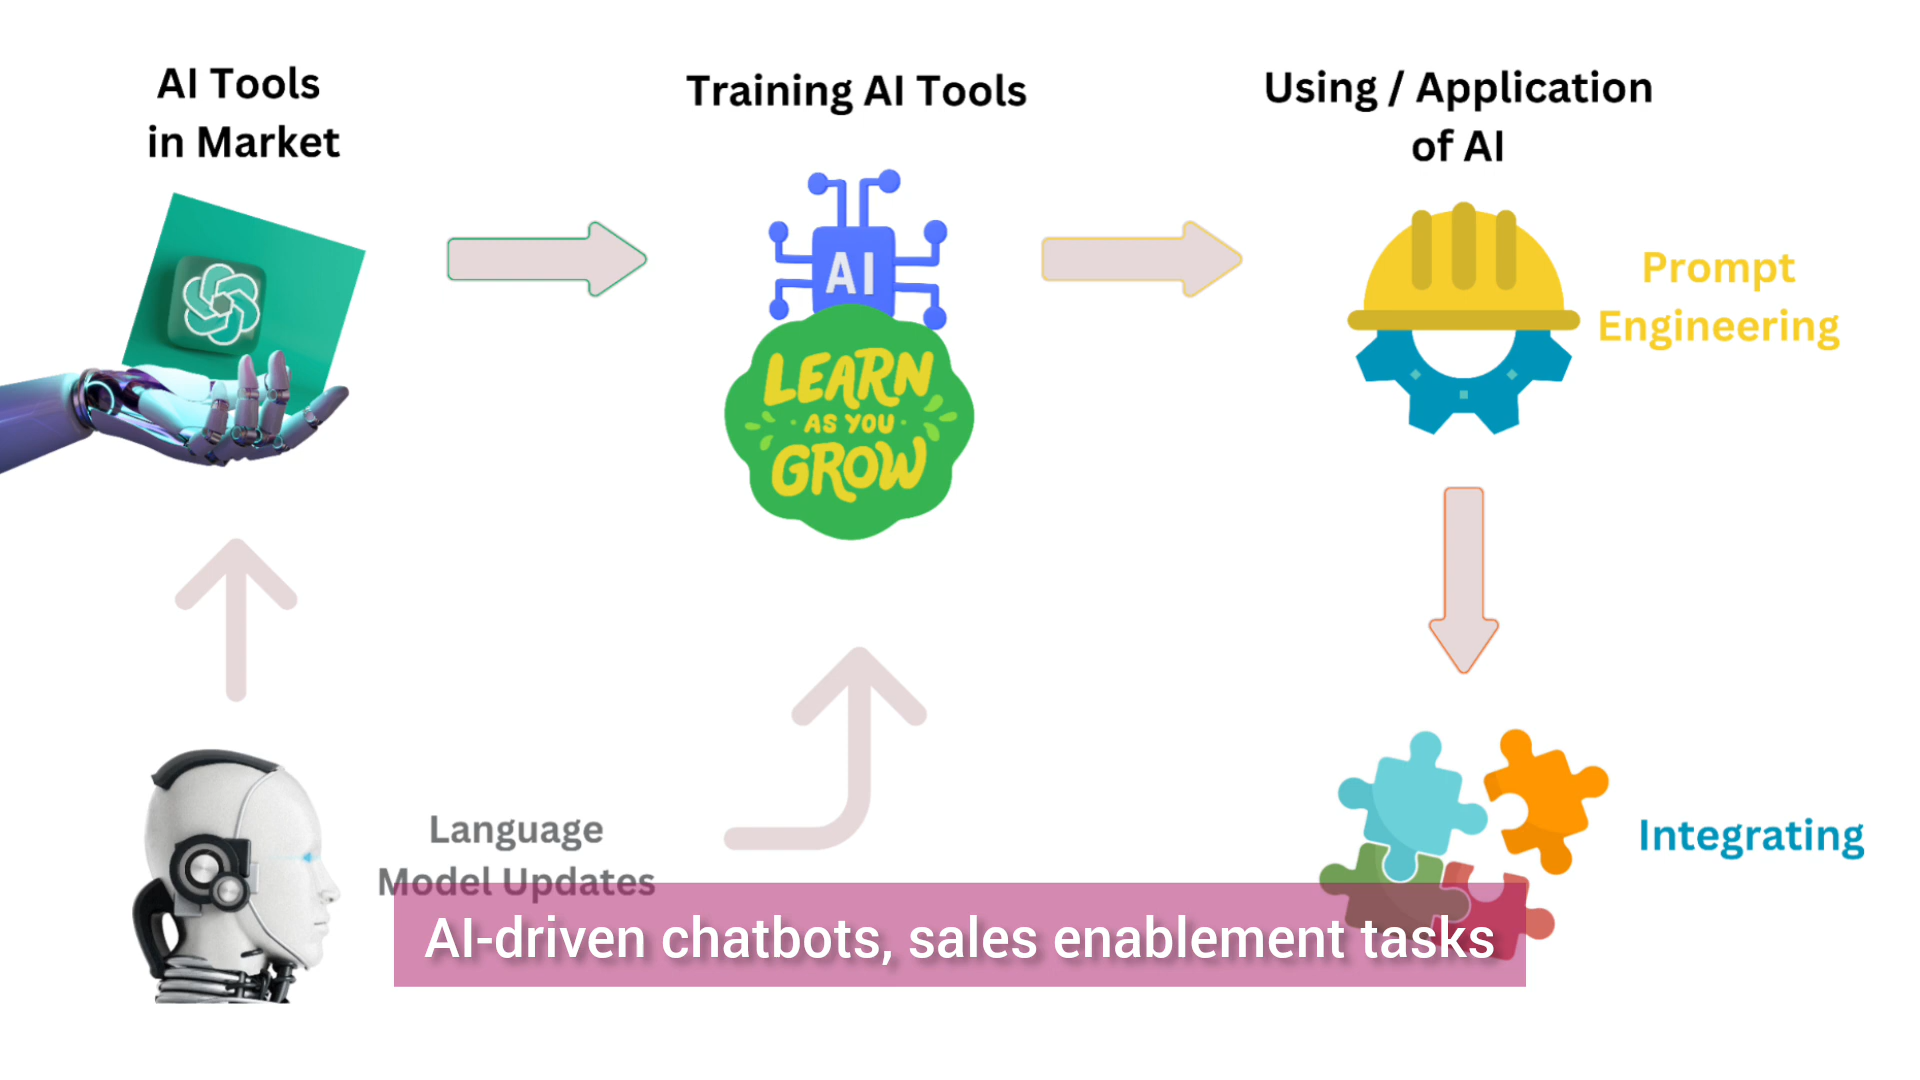 AI Tools
in Market
Training AI Tools
Using / Application
of AI
AI
LEARN
AS YOU
GROW
Prompt
Engineering
Language
Model Updates
Integrating
AI-driven chatbots, sales enablement tasks